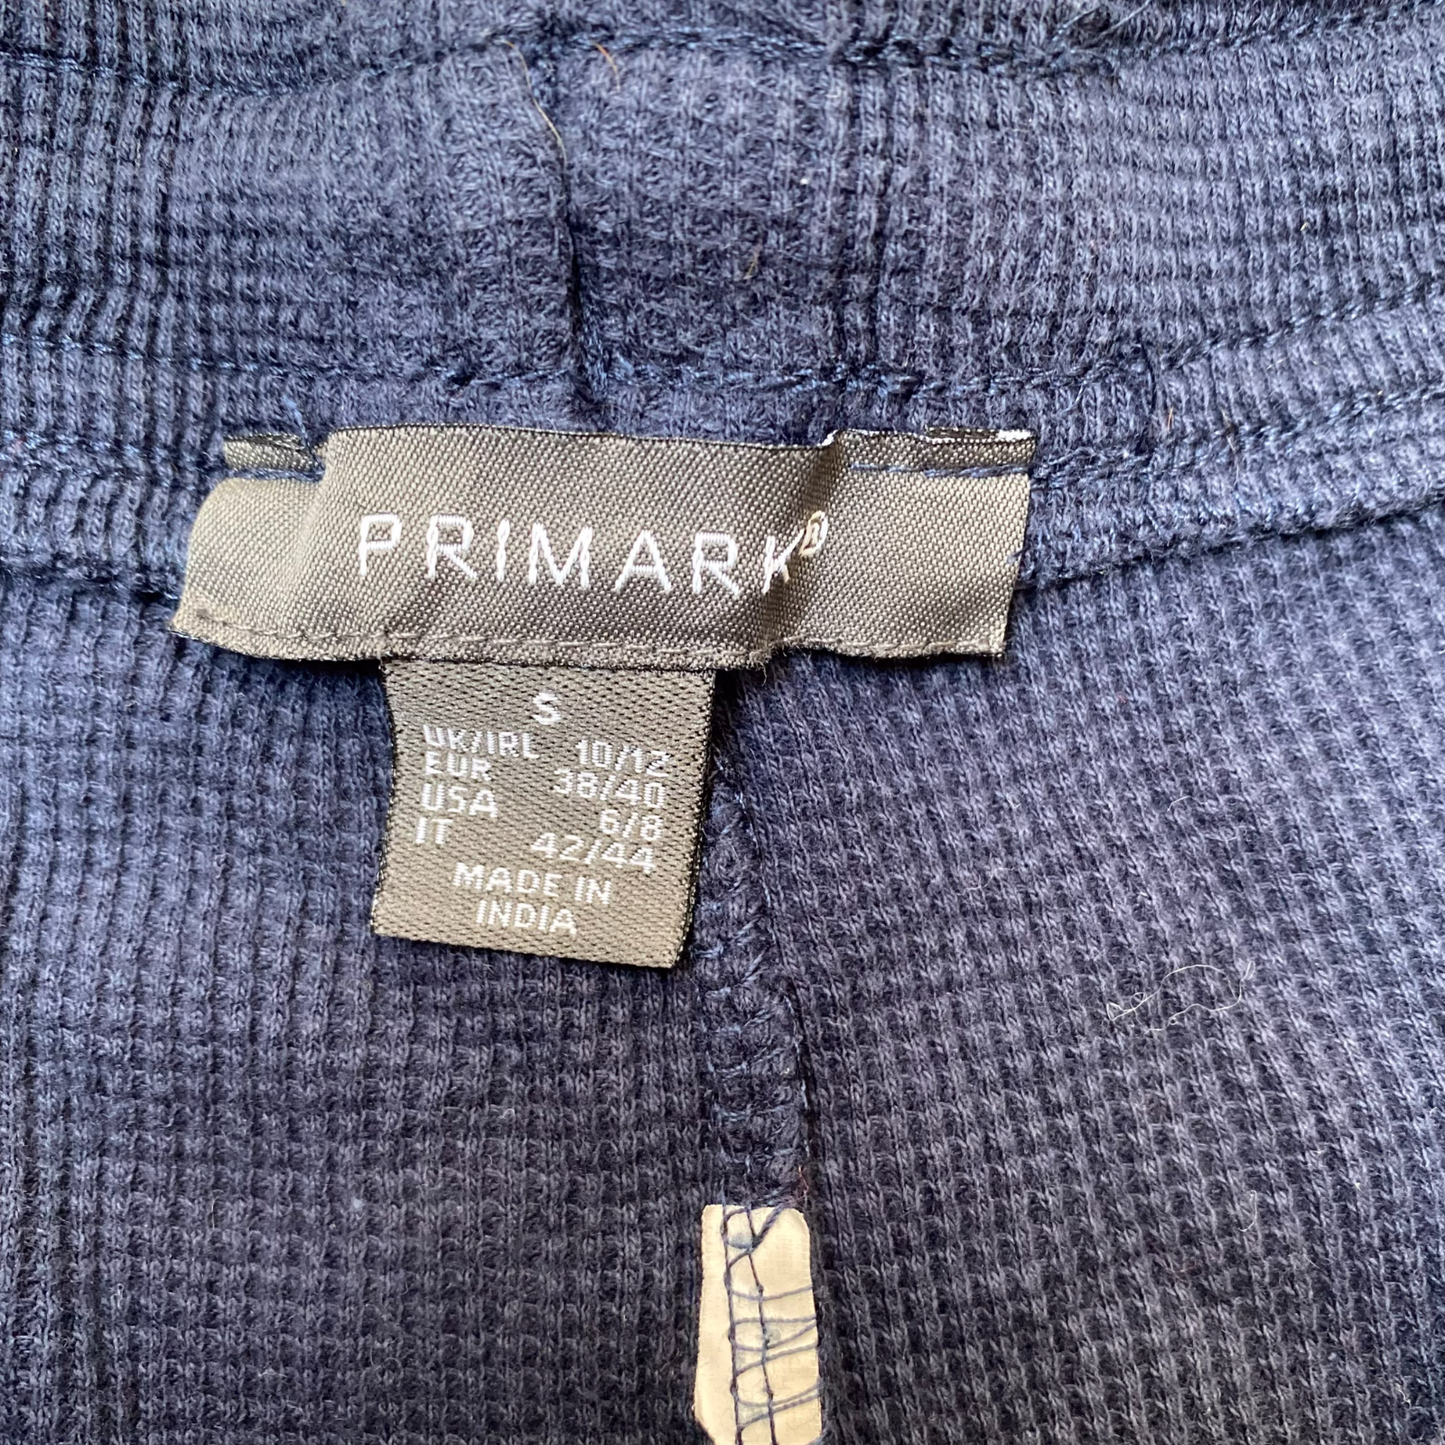 PRIMARK®
S
UK/IRL 10/12
EUR 38/40
USA 6/8
IT 42/44
MADE IN
INDIA